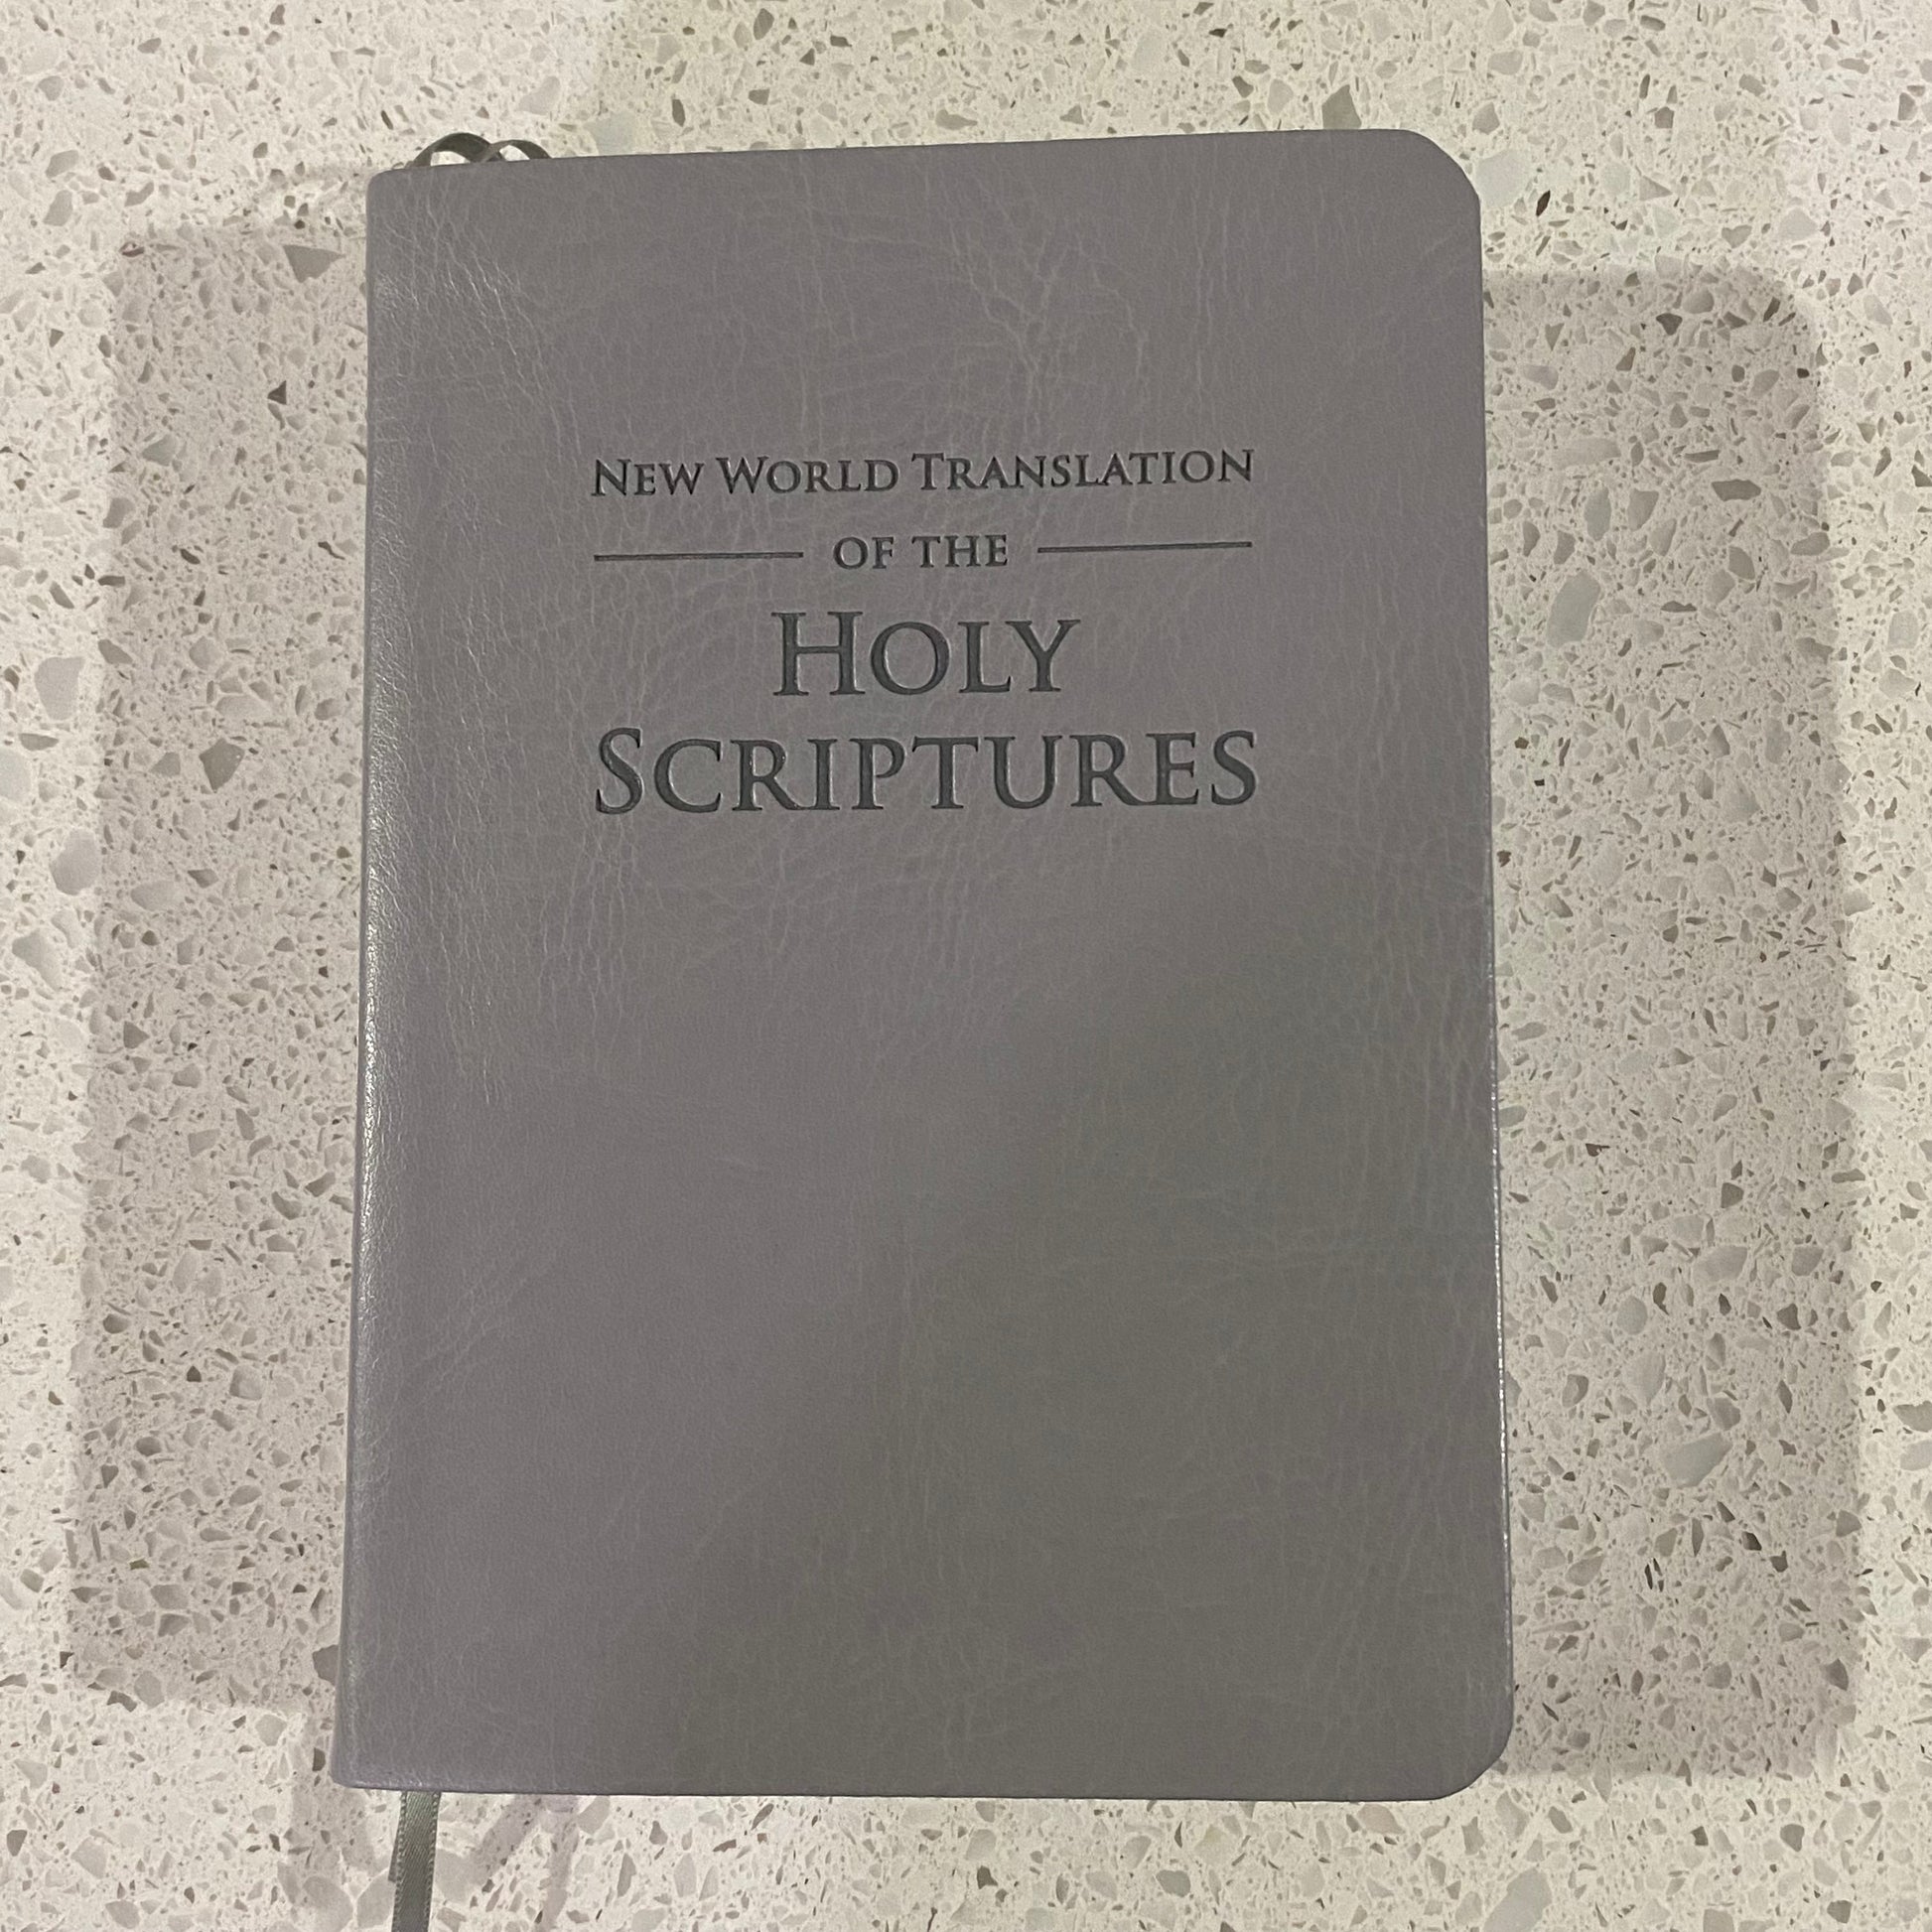 New World Translation
of the
Holy
Scriptures